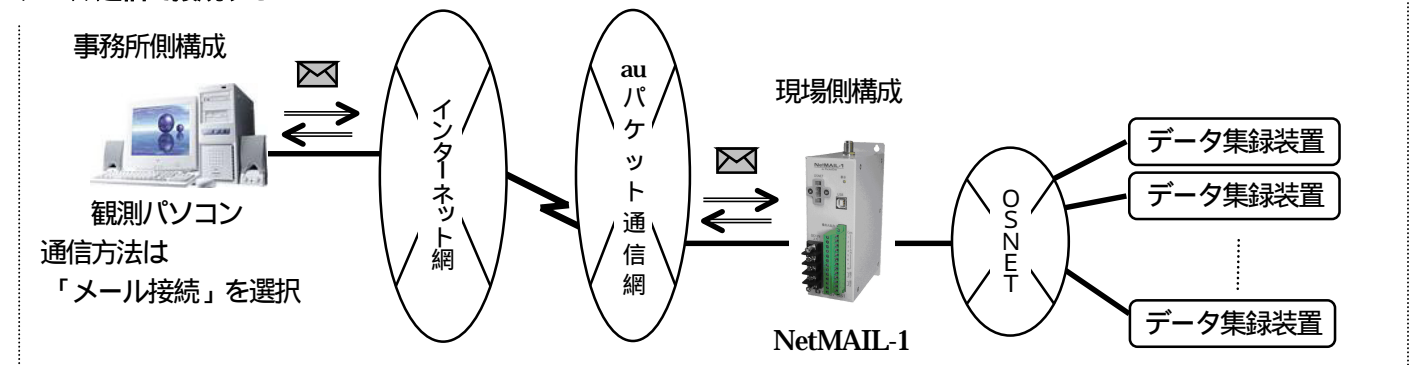 事務所側構成
観測パソコン
通信方法は
「メール接続」を選択
インターネット網
au
パケット通信網
現場側構成
NetMAIL-1
NetMAIL-1
OSNET
データ集録装置
データ集録装置
データ集録装置